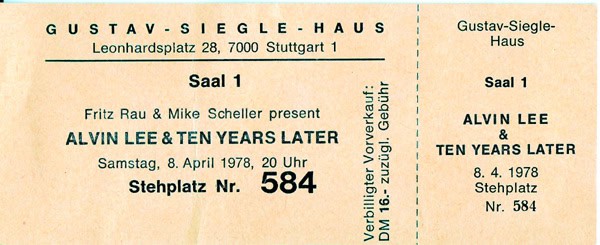 GUSTAV-SIEGLE-HAUS
Leonhardsplatz 28, 7000 Stuttgart 1
Saal 1
Fritz Rau & Mike Scheller present
ALVIN LEE & TEN YEARS LATER
Samstag, 8. April 1978, 20 Uhr
Stehplatz Nr. 584
Verbilligter Vorverkauf:
DM 16.- zuzügl. Gebühr
Gustav-Siegle-
Haus
Saal 1
ALVIN LEE
&
TEN YEARS LATER
8. 4. 1978
Stehplatz
Nr. 584